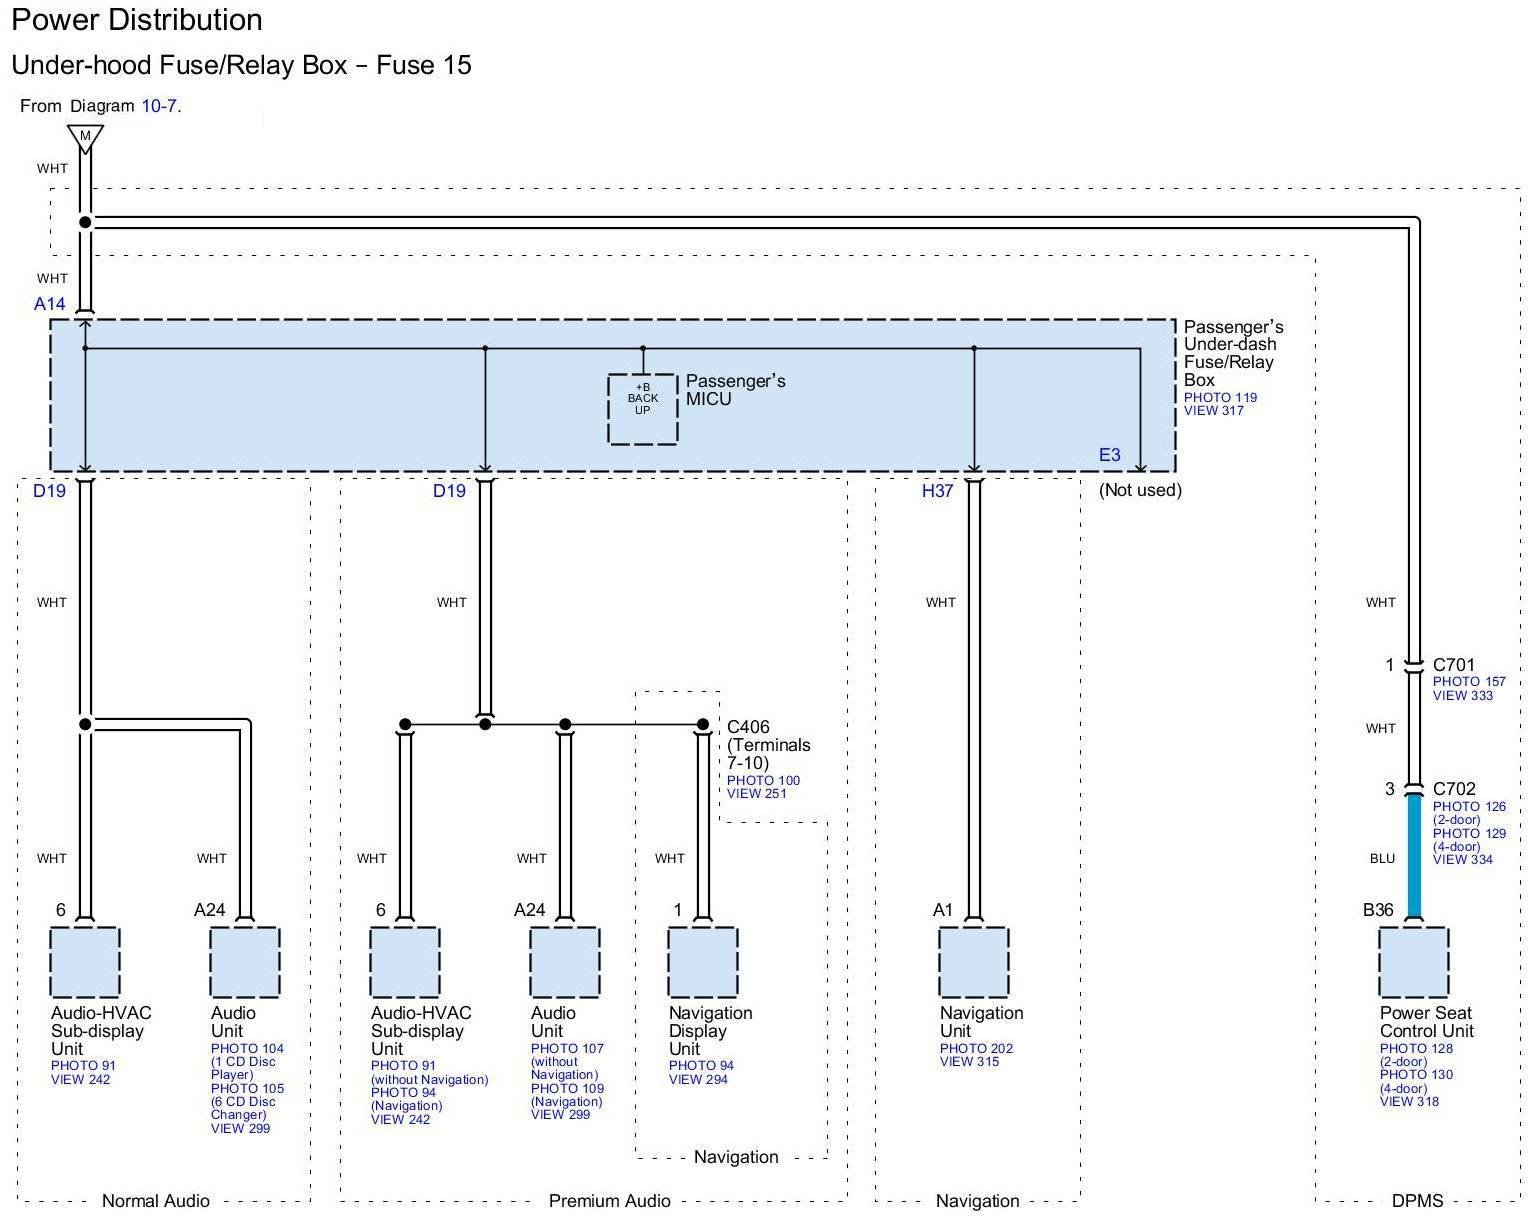 Power Distribution
Under-hood Fuse/Relay Box – Fuse 15
From Diagram 10-7.
M
WHT
WHT
A14
Passenger's
Under-dash
Fuse/Relay
Box
PHOTO 119
VIEW 317
+B
BACK
UP
Passenger's
MICU
E3
(Not used)
D19
D19
H37
WHT
WHT
WHT
WHT
1
C701
PHOTO 157
VIEW 333
WHT
C406
(Terminals
7-10)
PHOTO 100
VIEW 251
3
C702
PHOTO 126
(2-door)
PHOTO 129
(4-door)
VIEW 334
WHT
WHT
WHT
WHT
WHT
BLU
6
A24
6
A24
1
A1
B36
Audio-HVAC
Sub-display
Unit
PHOTO 91
VIEW 242
Audio
Unit
PHOTO 104
(1 CD Disc
Player)
PHOTO 105
(6 CD Disc
Changer)
VIEW 299
Audio-HVAC
Sub-display
Unit
PHOTO 91
(without Navigation)
PHOTO 94
(Navigation)
VIEW 242
Audio
Unit
PHOTO 107
(without
Navigation)
PHOTO 109
(Navigation)
VIEW 299
Navigation
Display
Unit
PHOTO 94
VIEW 294
Navigation
Unit
PHOTO 202
VIEW 315
Power Seat
Control Unit
PHOTO 128
(2-door)
PHOTO 130
(4-door)
VIEW 318
Navigation
Normal Audio
Premium Audio
Navigation
DPMS